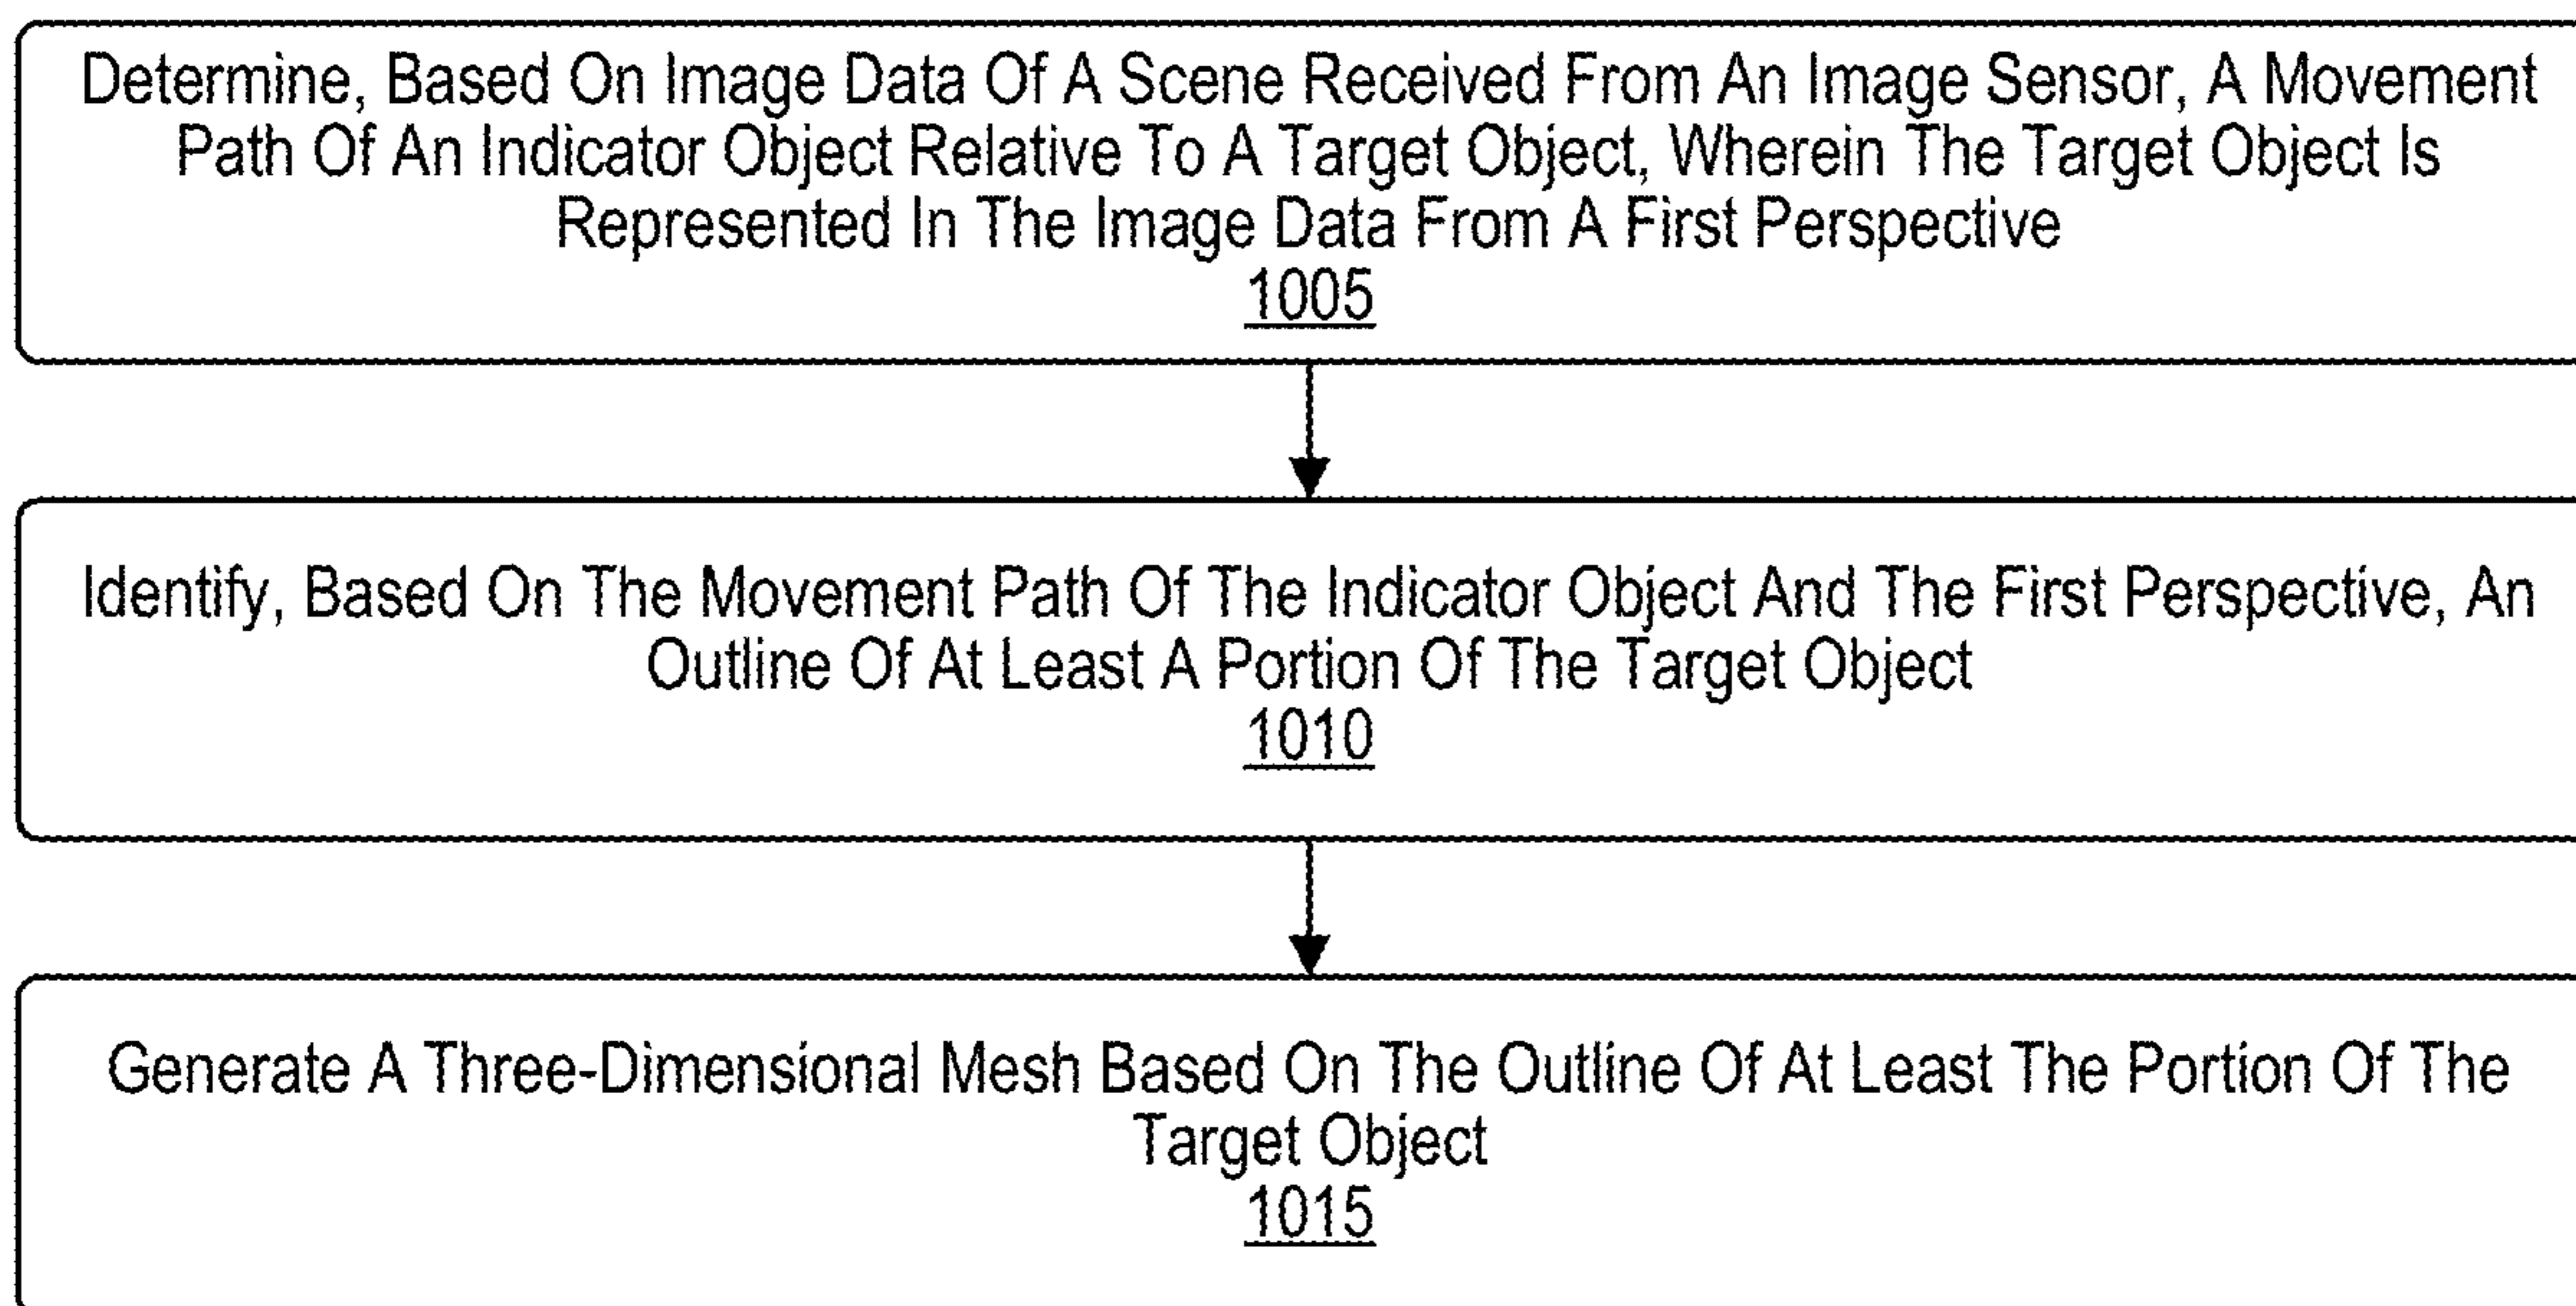 Determine, Based On Image Data Of A Scene Received From An Image Sensor, A Movement
Path Of An Indicator Object Relative To A Target Object, Wherein The Target Object Is
Represented In The Image Data From A First Perspective
1005
Identify, Based On The Movement Path Of The Indicator Object And The First Perspective, An
Outline Of At Least A Portion Of The Target Object
1010
Generate A Three-Dimensional Mesh Based On The Outline Of At Least The Portion Of The
Target Object
1015